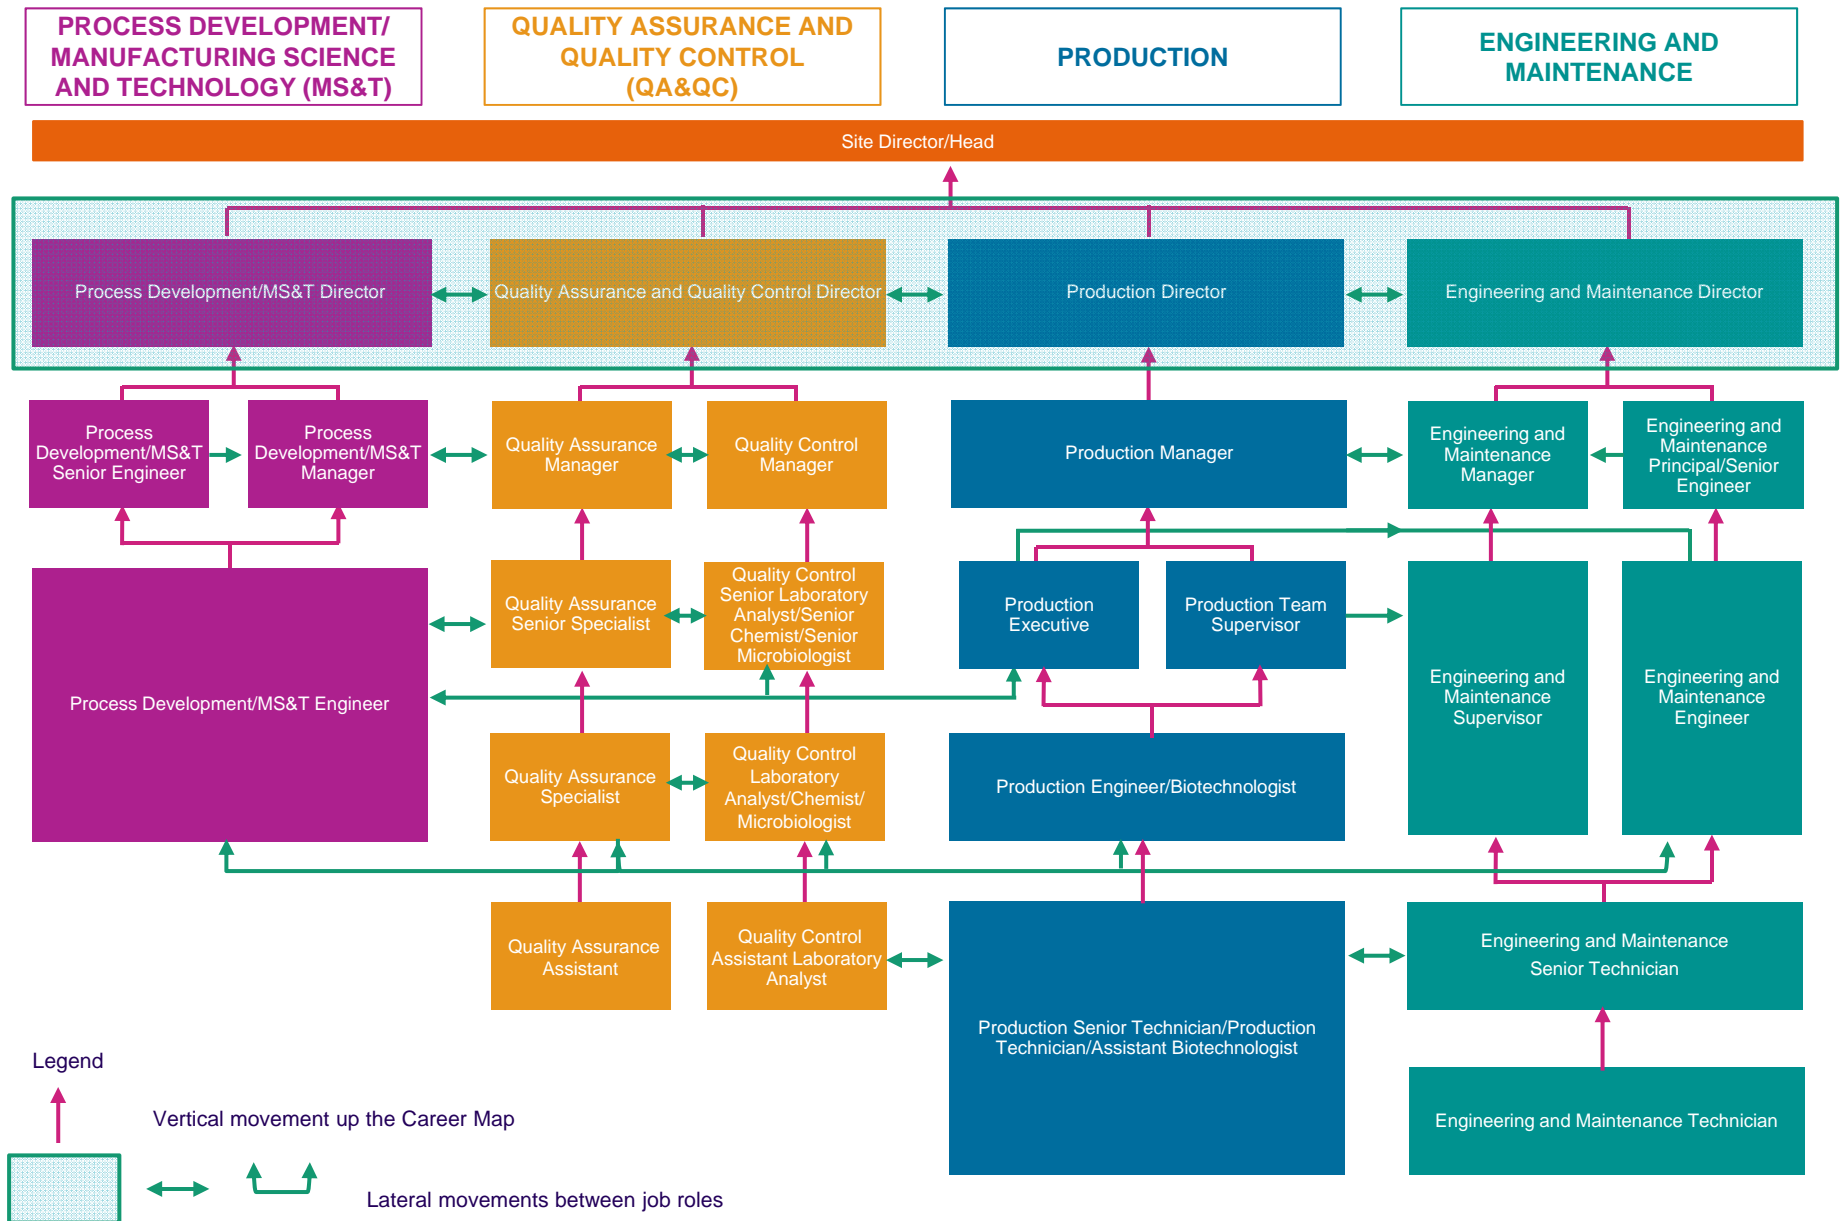 PROCESS DEVELOPMENT/
MANUFACTURING SCIENCE
AND TECHNOLOGY (MS&T)
QUALITY ASSURANCE AND
QUALITY CONTROL
(QA&QC)
PRODUCTION
ENGINEERING AND
MAINTENANCE
Site Director/Head
Process Development/MS&T Director
Quality Assurance and Quality Control Director
Production Director
Engineering and Maintenance Director
Process
Development/MS&T
Senior Engineer
Process
Development/MS&T
Manager
Quality Assurance
Manager
Quality Control
Manager
Production Manager
Engineering and
Maintenance
Manager
Engineering and
Maintenance
Principal/Senior
Engineer
Process Development/MS&T Engineer
Quality Assurance
Senior Specialist
Quality Control
Senior Laboratory
Analyst/Senior
Chemist/Senior
Microbiologist
Production
Executive
Production Team
Supervisor
Engineering and
Maintenance
Supervisor
Engineering and
Maintenance
Engineer
Quality Assurance
Specialist
Quality Control
Laboratory
Analyst/Chemist/
Microbiologist
Production Engineer/Biotechnologist
Quality Assurance
Assistant
Quality Control
Assistant Laboratory
Analyst
Production Senior Technician/Production
Technician/Assistant Biotechnologist
Engineering and Maintenance
Senior Technician
Engineering and Maintenance Technician
Legend
Vertical movement up the Career Map
Lateral movements between job roles